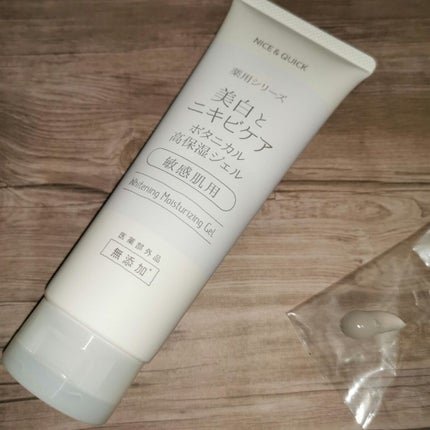 NICE & QUICK
薬用シリーズ
美白と
ニキビケア
ボタニカル
高保湿ジェル
敏感肌用
Whitening Moisturizing Gel
医薬部外品
無添加*